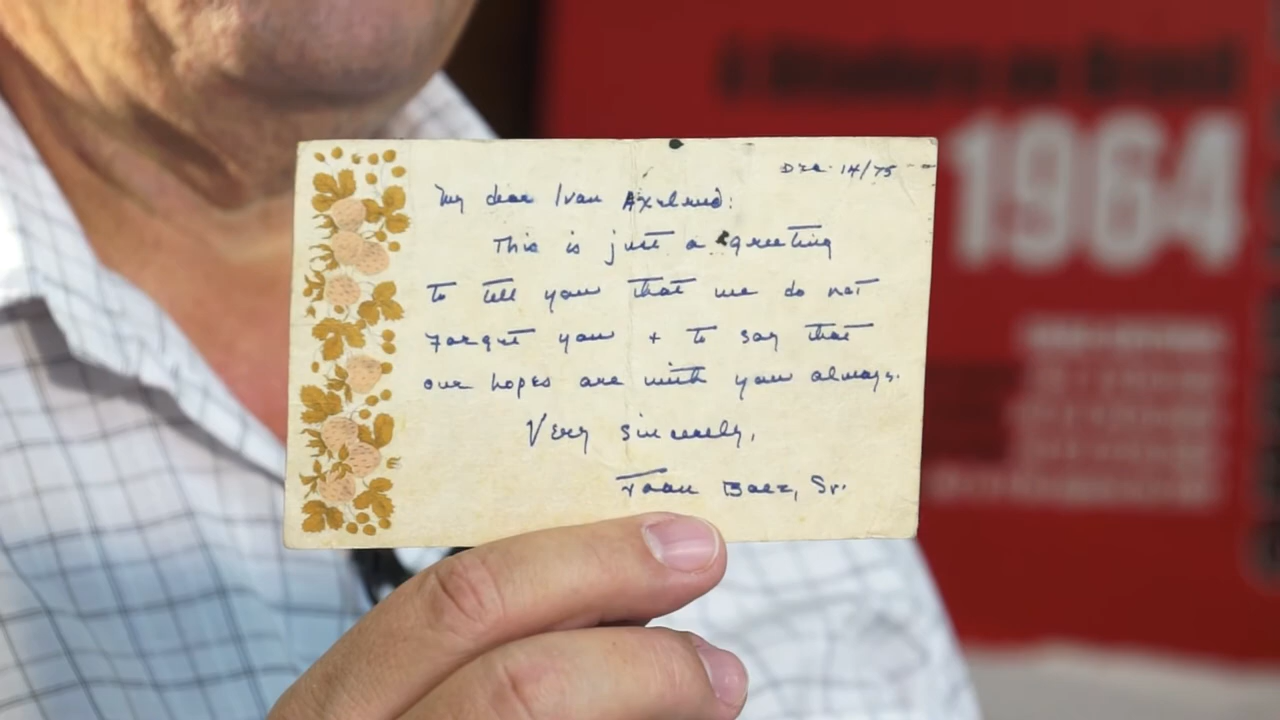 Dec. 14/75
My dear Ivan Axelrud:
This is just a greeting
to tell you that we do not
forget you + to say that
our hopes are with you always.
Very sincerely,
Joan Baez, Sr.
1964